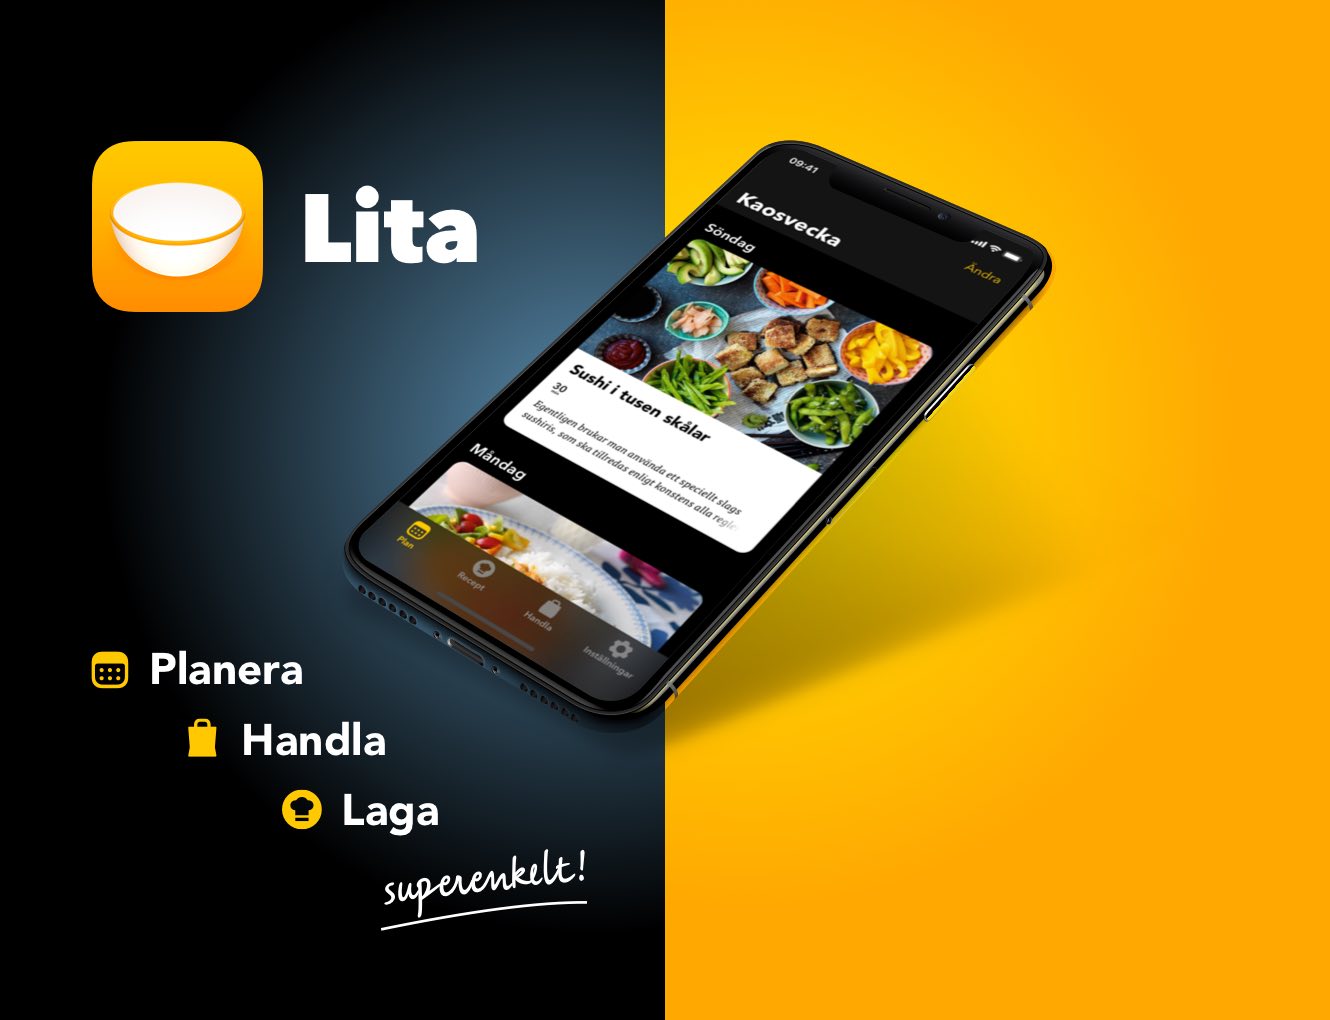 Lita
09:41
Kaosvecka
Ändra
Söndag
Sushi i tusen skålar
30
Egentligen brukar man använda ett speciellt slags
sushiris, som ska tillredas enligt konstens alla regle
Måndag
Plan
Recept
Handla
Inställningar
Planera
Handla
Laga
superenkelt!